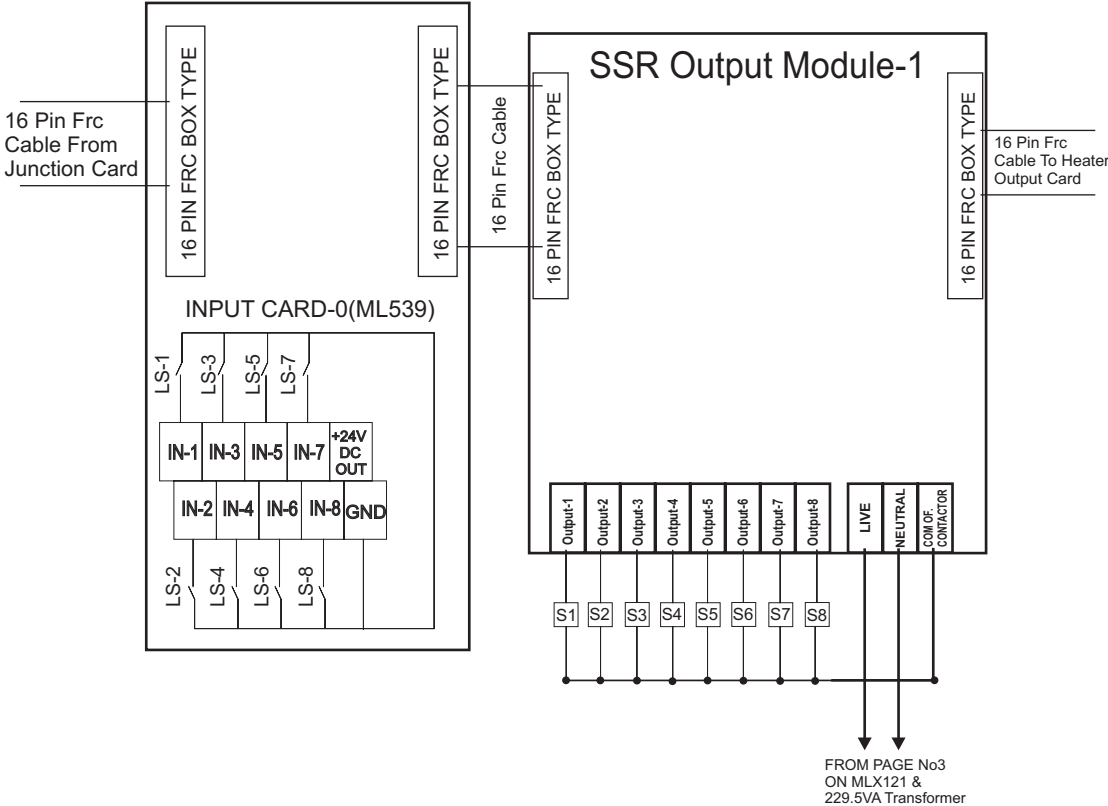 16 Pin Frc
Cable From
Junction Card
16 PIN FRC BOX TYPE
16 PIN FRC BOX TYPE
16 Pin Frc Cable
SSR Output Module-1
16 PIN FRC BOX TYPE
16 PIN FRC BOX TYPE
16 Pin Frc
Cable To Heater
Output Card
INPUT CARD-0(ML539)
LS-1
LS-3
LS-5
LS-7
IN-1
IN-3
IN-5
IN-7
+24V
DC
OUT
IN-2
IN-4
IN-6
IN-8
GND
LS-2
LS-4
LS-6
LS-8
Output-1
Output-2
Output-3
Output-4
Output-5
Output-6
Output-7
Output-8
LIVE
NEUTRAL
COM OF.
CONTACTOR
S1
S2
S3
S4
S5
S6
S7
S8
FROM PAGE No3
ON MLX121 &
229.5VA Transformer